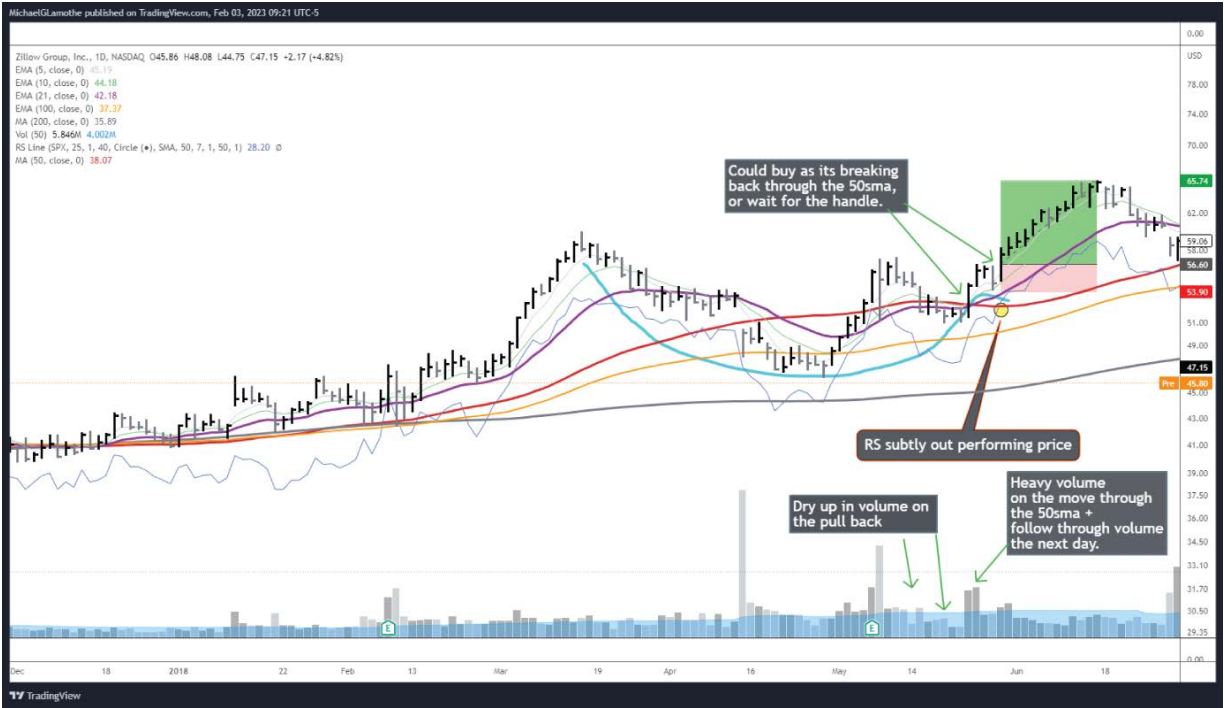 MichaelGLamothe published on TradingView.com, Feb 03, 2023 09:21 UTC-5
0.00
Zillow Group, Inc., 1D, NASDAQ O45.86 H48.08 L44.75 C47.15 +2.17 (+4.82%)
USD
EMA (5, close, 0) 45.19
EMA (10, close, 0) 44.18
EMA (21, close, 0) 42.18
EMA (100, close, 0) 37.37
MA (200, close, 0) 35.89
Vol (50) 5.846M 4.002M
RS Line (SPX, 25, 1, 40, Circle (●), SMA, 50, 7, 1, 50, 1) 28.20 ∅
MA (50, close, 0) 38.07
78.00
74.00
70.00
Could buy as its breaking
back through the 50sma,
or wait for the handle.
65.74
62.00
59.06
58.00
56.60
53.90
51.00
49.00
47.15
Pre 45.80
45.00
43.00
41.00
RS subtly out performing price
39.00
37.50
36.00
34.50
33.10
31.70
30.50
29.35
Dry up in volume on
the pull back
Heavy volume
on the move through
the 50sma +
follow through volume
the next day.
E
E
0.00
Dec 18 2018 22 Feb 13 Mar 19 Apr 16 May 14 Jun 18
TradingView